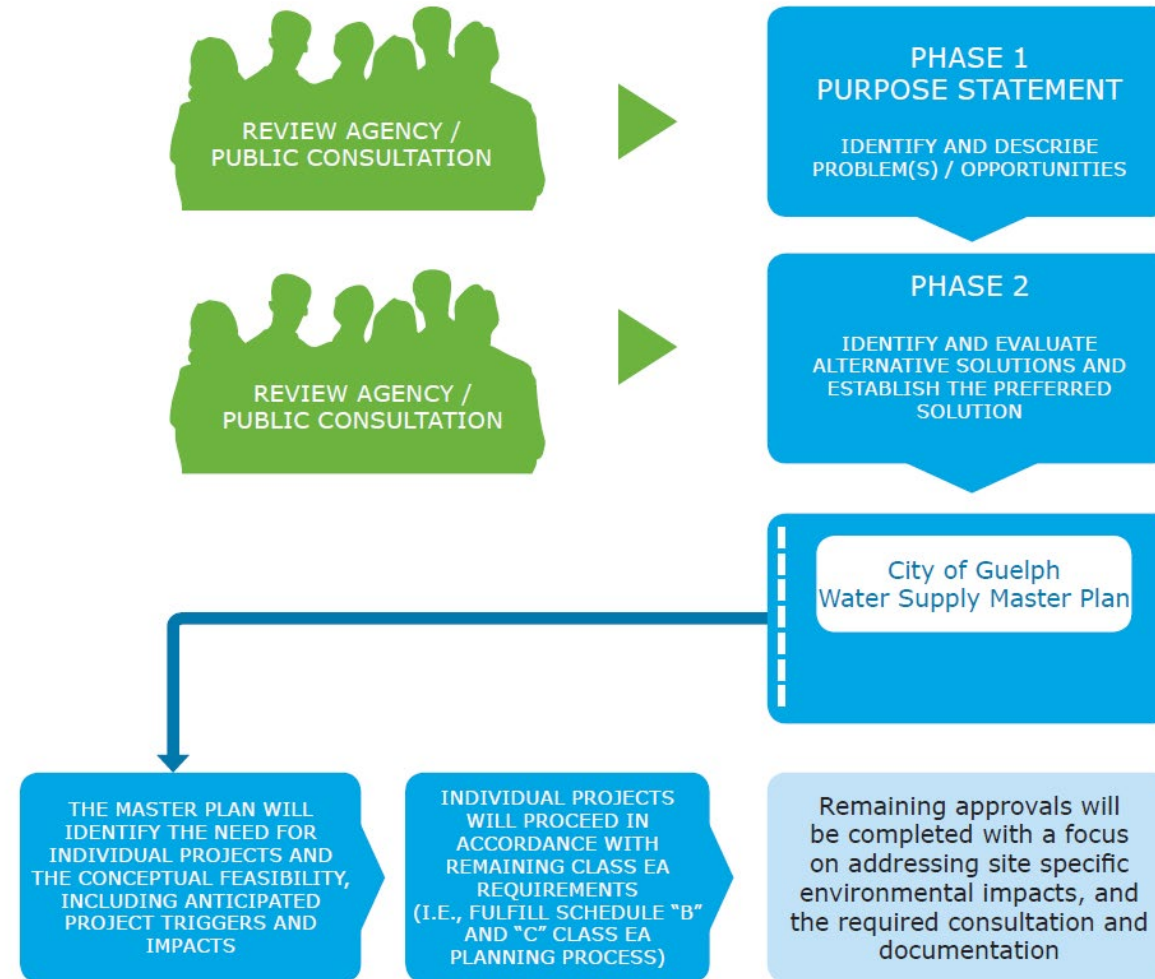 REVIEW AGENCY /
PUBLIC CONSULTATION
PHASE 1
PURPOSE STATEMENT
IDENTIFY AND DESCRIBE
PROBLEM(S) / OPPORTUNITIES
REVIEW AGENCY /
PUBLIC CONSULTATION
PHASE 2
IDENTIFY AND EVALUATE
ALTERNATIVE SOLUTIONS AND
ESTABLISH THE PREFERRED
SOLUTION
City of Guelph
Water Supply Master Plan
THE MASTER PLAN WILL
IDENTIFY THE NEED FOR
INDIVIDUAL PROJECTS AND
THE CONCEPTUAL FEASIBILITY,
INCLUDING ANTICIPATED
PROJECT TRIGGERS AND
IMPACTS
INDIVIDUAL PROJECTS
WILL PROCEED IN
ACCORDANCE WITH
REMAINING CLASS EA
REQUIREMENTS
(I.E., FULFILL SCHEDULE “B”
AND “C” CLASS EA
PLANNING PROCESS)
Remaining approvals will
be completed with a focus
on addressing site specific
environmental impacts, and
the required consultation and
documentation